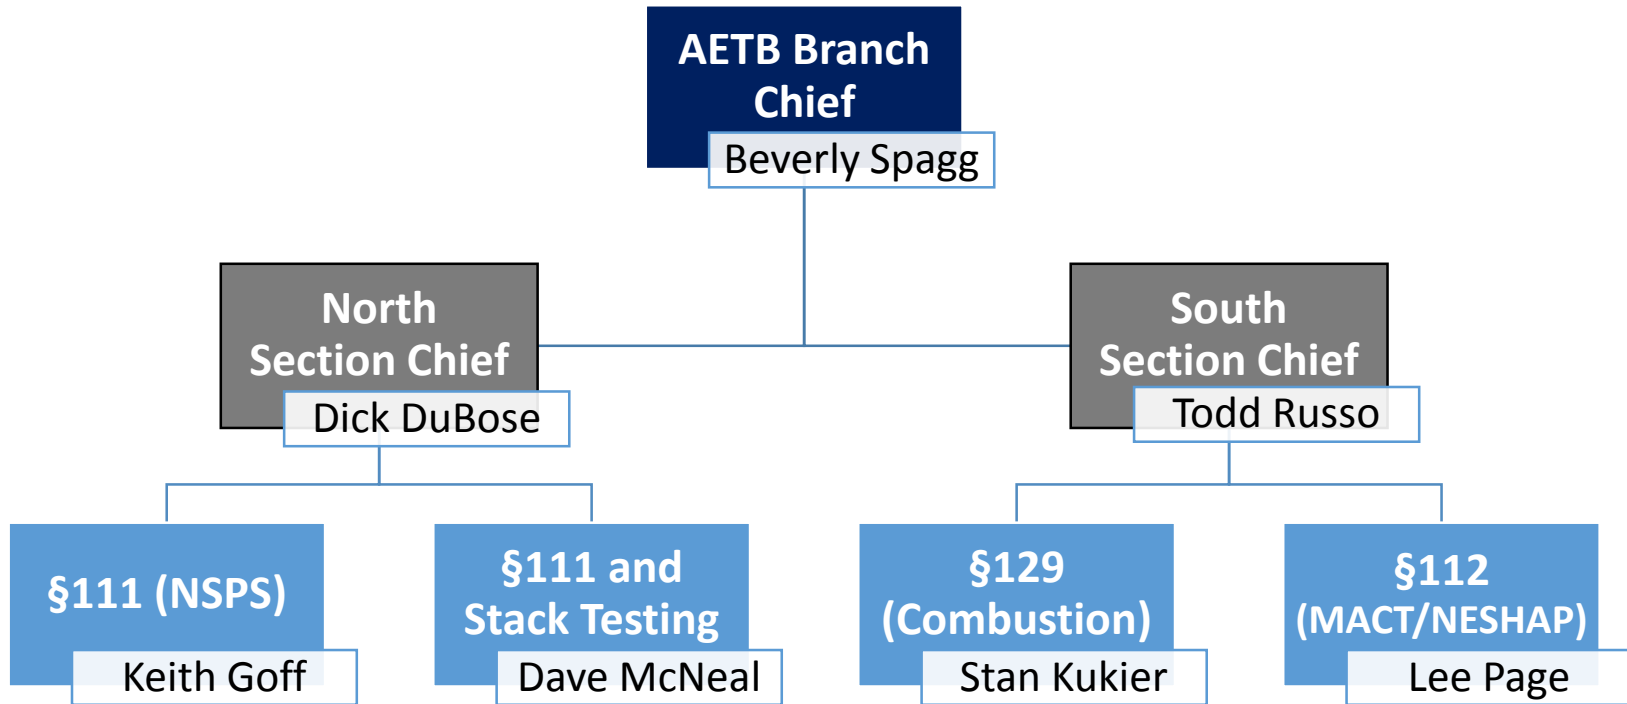 AETB Branch
Chief
Beverly Spagg
North
Section Chief
Dick DuBose
South
Section Chief
Todd Russo
§111 (NSPS)
Keith Goff
§111 and
Stack Testing
Dave McNeal
§129
(Combustion)
Stan Kukier
§112
(MACT/NESHAP)
Lee Page